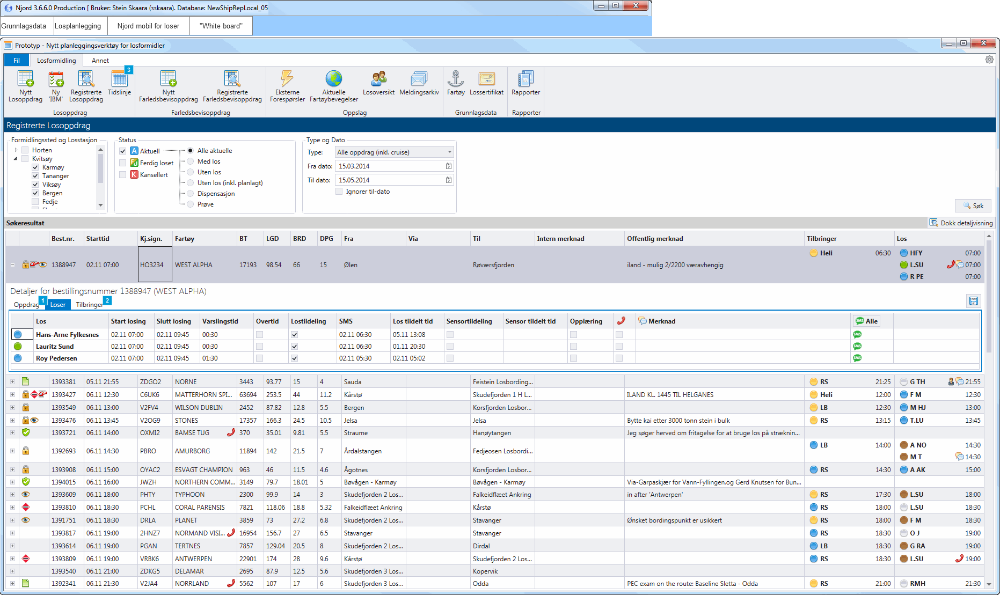 Njord 3.6.6.0 Production [ Bruker: Stein Skaara (sskaara). Database: NewShipRepLocal_05
Grunnlagsdata Losplanlegging Njord mobil for loser "White board"
Prototyp - Nytt planleggingsverktøy for losformidler
Fil Losformidling Annet
3
Nytt Losoppdrag Ny 'IBM' Registrerte Losoppdrag Tidslinje Nytt Farledsbevisoppdrag Registrerte Farledsbevisoppdrag Eksterne Forespørsler Aktuelle Fartøybevegelser Losoversikt Meldingsarkiv Fartøy Lossertifikat Rapporter
Losoppdrag Farledsbevisoppdrag Oppslag Grunnlagsdata Rapporter
Registrerte Losoppdrag
Formidlingssted og Losstasjon
Horten
Kvitsøy
Karmøy
Tananger
Viksøy
Bergen
Fedje
Status
A Aktuell
Ferdig loset
K Kansellert
Alle aktuelle
Med los
Uten los
Uten los (inkl. planlagt)
Dispensasjon
Prøve
Type og Dato
Type: Alle oppdrag (inkl. cruise)
Fra dato: 15.03.2014
Til dato: 15.05.2014
Ignorer til-dato
Søk
Søkeresultat Dokk detaljvisning
Best.nr. Starttid Kj.sign. Fartøy BT LGD BRD DPG Fra Via Til Intern merknad Offentlig merknad Tilbringer Los
1388947 02.11 07:00 HO3234 WEST ALPHA 17193 98.54 66 15 Ølen Røværsfjorden iland - mulig 2/2200 væravhengig Heli 06:30 HFY 07:00
L.SU 07:00
R PE 07:00
Detaljer for bestillingsnummer 1388947 (WEST ALPHA)
Oppdrag 1 Loser Tilbringer 2
Los Start losing Slutt losing Varslingstid Overtid Lostildeling SMS Los tildelt tid Sensortildeling Sensor tildelt tid Opplæring Merknad SMS Alle
Hans-Arne Fylkesnes 02.11 07:00 02.11 09:45 00:30 02.11 06:30 05.11 13:08 SMS
Lauritz Sund 02.11 07:00 02.11 09:45 00:30 02.11 06:30 01.11 20:30 SMS
Roy Pedersen 02.11 07:00 02.11 09:45 01:30 02.11 05:30 02.11 05:02 SMS
1393381 05.11 21:55 ZDGO2 NORNE 3443 93.77 15 4 Sauda Feistein Losbording... RS 21:25 G TH 21:55
1393427 06.11 12:30 C6UK6 MATTERHORN SPI... 63694 253.5 44 11.2 Kårstø Skudefjorden 1 H L... ILAND KL. 1445 TIL HELGANES Heli 12:00 F M 12:30
1393549 06.11 13:00 V2FV4 WILSON DUBLIN 2452 87.82 12.8 5.5 Bergen Korsfjorden Losbor... LB 12:30 M HJ 13:00
1393476 06.11 13:45 V2OG9 STONES 17357 166.3 24.5 10.5 Jelsa Jelsa Bytte kai etter 3000 tonn stein i bulk RS 13:15 T.LU 13:45
1393721 06.11 14:00 OXMI2 BAMSE TUG 370 35.01 9.81 5.5 Straume Hanøytangen Jeg søger herved om fritagelse for at bruge los på stræknin...
1392693 06.11 14:30 PBRO AMURBORG 11894 142 21.5 7 Årdalstangen Fedjeosen Losbordi... LB 14:00 A NO 14:30
M T 14:30
1393908 06.11 15:00 OYAC2 ESVAGT CHAMPION 963 46 11.5 4.6 Ågotnes Korsfjorden Losbor... RS 14:30 A AK 15:00
1394015 06.11 16:00 JWZH NORTHERN COMM... 3149 79.7 18.01 5 Bøvågen - Karmøy Bøvågen - Karmøy Via-Garpaskjær for Vann-Fyllingen.og Gerd Knutsen for Bun...
1393609 06.11 18:00 PHTY TYPHOON 2300 99.9 14 3 Skudefjorden 2 Los... Falkeidflæet Ankring in after 'Antwerpen' RS 17:30 L.SU 18:00
1393810 06.11 18:30 PCHL CORAL PARENSIS 7821 118.06 18.8 5.32 Falkeidflæet Ankring Kårstø RS 18:00 L.SU 18:30
1391751 06.11 18:30 DRLA PLANET 3859 73 27.2 6.8 Skudefjorden 2 Los... Stavanger Ønsket bordingspunkt er usikkert RS 18:00 F M 18:30
1393817 06.11 19:00 2HNZ7 NORMAND VISI... 16954 156.7 27 6.5 Stavanger Stavanger RS 18:30 O J 19:00
1393614 06.11 19:00 PGAN TERTNES 7857 129.04 20.5 8 Skudefjorden 2 Los... Dirdal LB 18:30 G RA 19:00
1393809 06.11 19:00 VRBK6 ANTWERPEN 22901 174 28 9.6 Kårstø Skudefjorden 2 Los... RS 18:30 L.SU 19:00
1393540 06.11 21:00 ZDKG5 DELAMAR 2695 87.9 12.5 5.6 Skudefjorden 3 Los... Kopervik
1392341 06.11 21:30 V2JA4 NORRLAND 5562 107 17 6 Skudefjorden 3 Los... Odda PEC exam on the route: Baseline Sletta - Odda RS 21:00 RMH 21:30